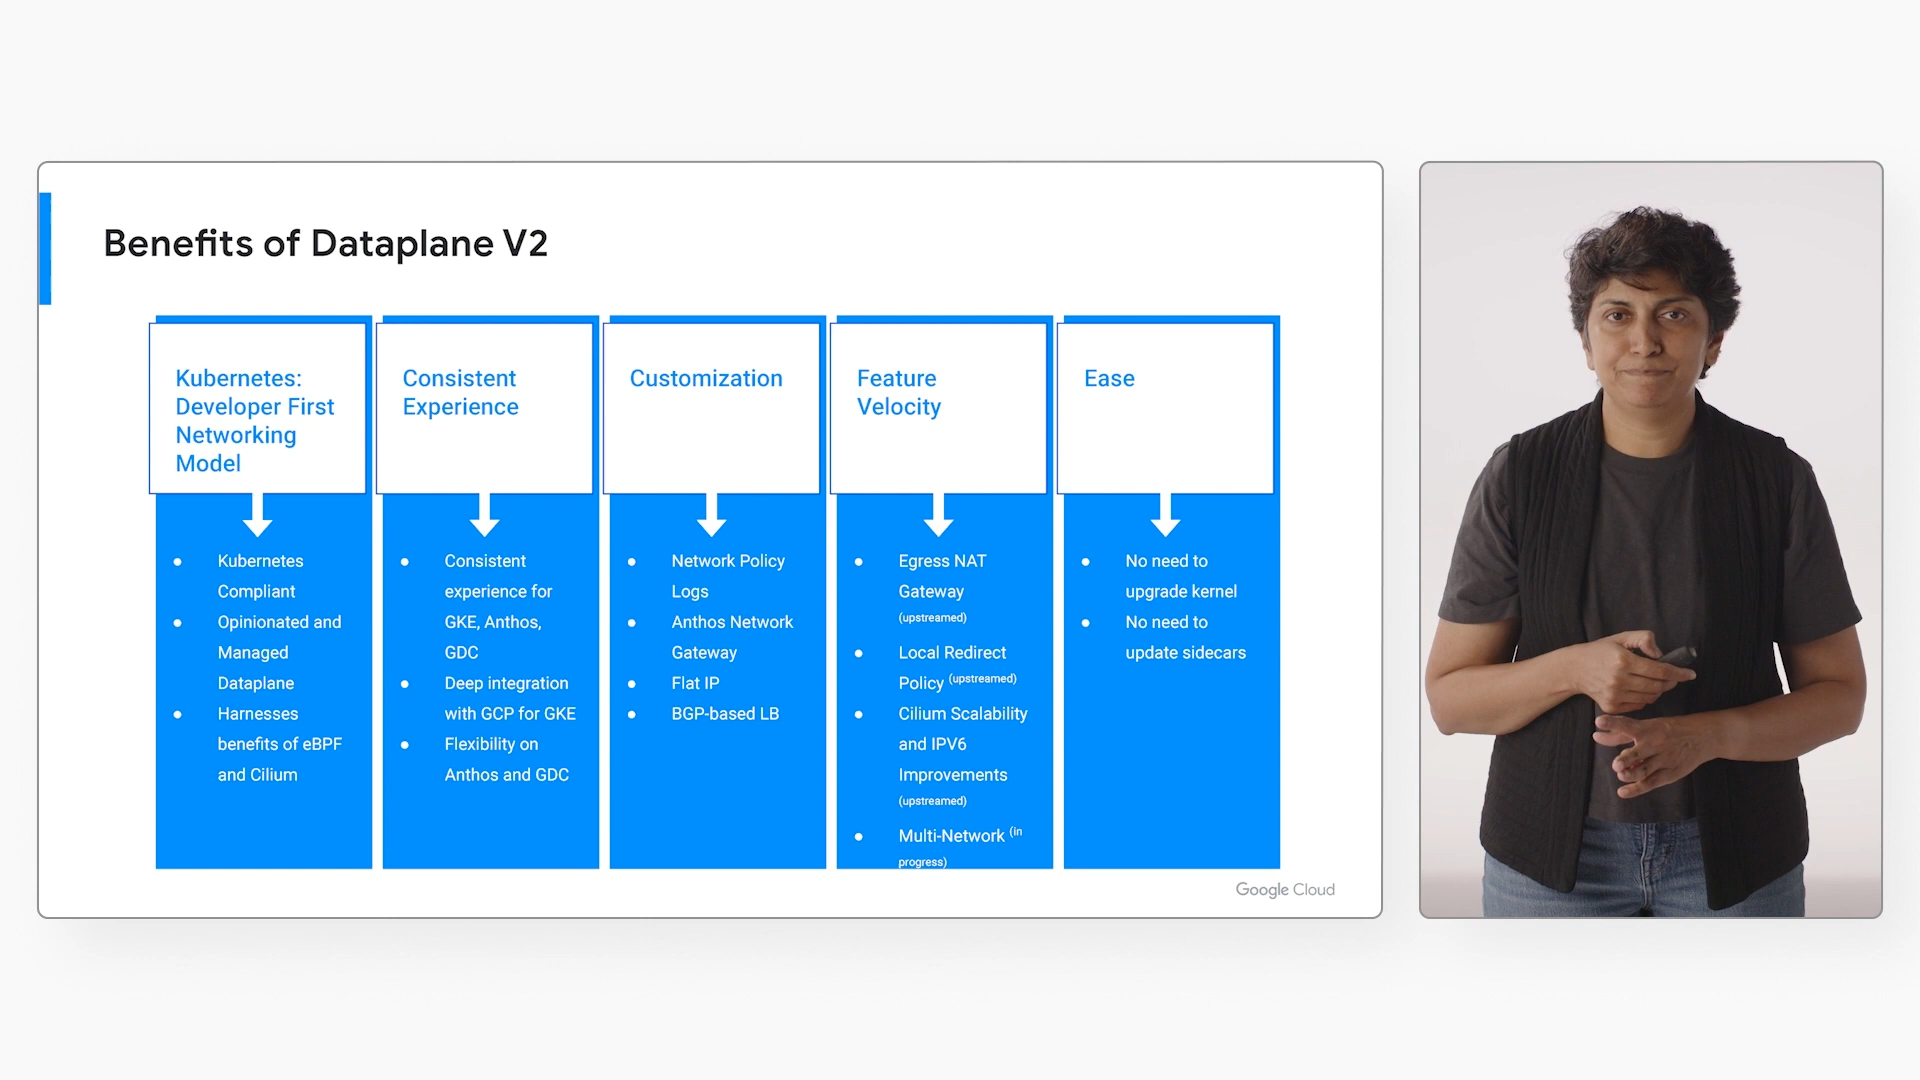 Benefits of Dataplane V2
Kubernetes:
Developer First
Networking
Model
Kubernetes
Compliant
Opinionated and
Managed
Dataplane
Harnesses
benefits of eBPF
and Cilium
Consistent
Experience
Consistent
experience for
GKE, Anthos,
GDC
Deep integration
with GCP for GKE
Flexibility on
Anthos and GDC
Customization
Network Policy
Logs
Anthos Network
Gateway
Flat IP
BGP-based LB
Feature
Velocity
Egress NAT
Gateway
(upstreamed)
Local Redirect
Policy (upstreamed)
Cilium Scalability
and IPV6
Improvements
(upstreamed)
Multi-Network (in
progress)
Ease
No need to
upgrade kernel
No need to
update sidecars
Google Cloud